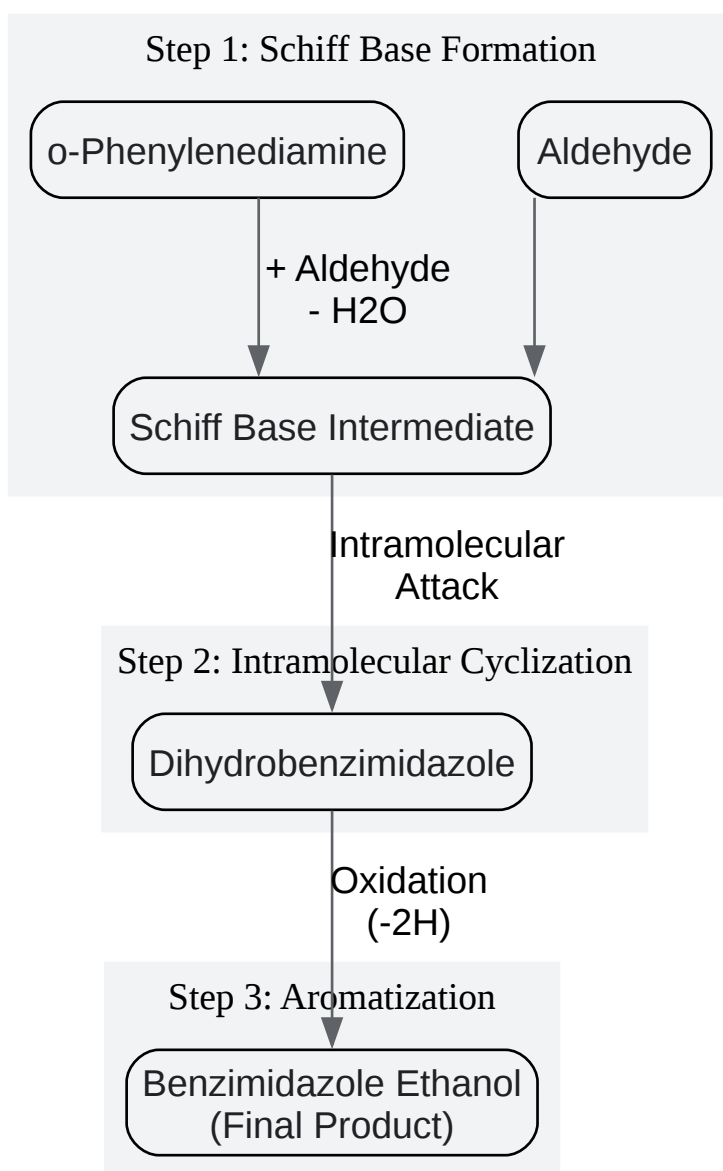 Step 1: Schiff Base Formation
o-Phenylenediamine
Aldehyde
+ Aldehyde
- H2O
Schiff Base Intermediate
Intramolecular
Attack
Step 2: Intramolecular Cyclization
Dihydrobenzimidazole
Oxidation
(-2H)
Step 3: Aromatization
Benzimidazole Ethanol
(Final Product)